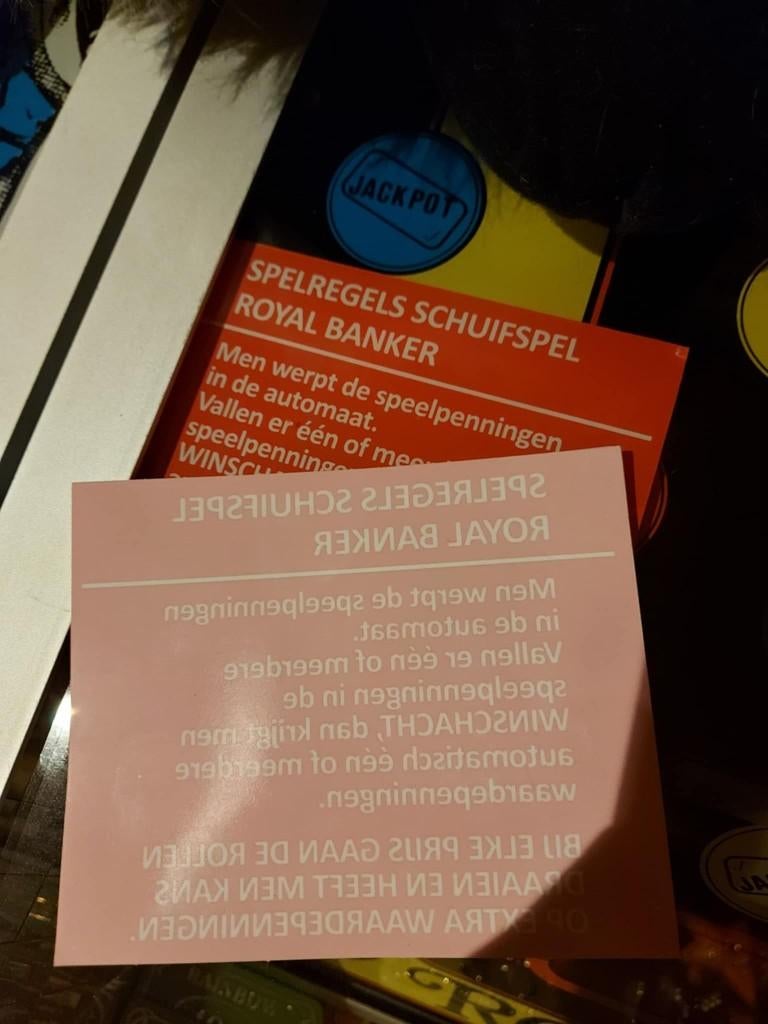 JACKPOT
SPELREGELS SCHUIFSPEL
ROYAL BANKER
Men werpt de speelpenningen
in de automaat.
Vallen er één of
SPELREGELS SCHUIFSPEL
ROYAL BANKER
Men werpt de speelpenningen
in de automaat.
Vallen er één of meerdere
speelpenningen in de
WINSCHACHT, dan krijgt men
automatisch één of meerdere
waardepenningen.
BIJ ELKE PRIJS GAAN DE ROLLEN
DRAAIEN EN HEEFT MEN KANS
OP EXTRA WAARDEPENNINGEN.
RAINBOW